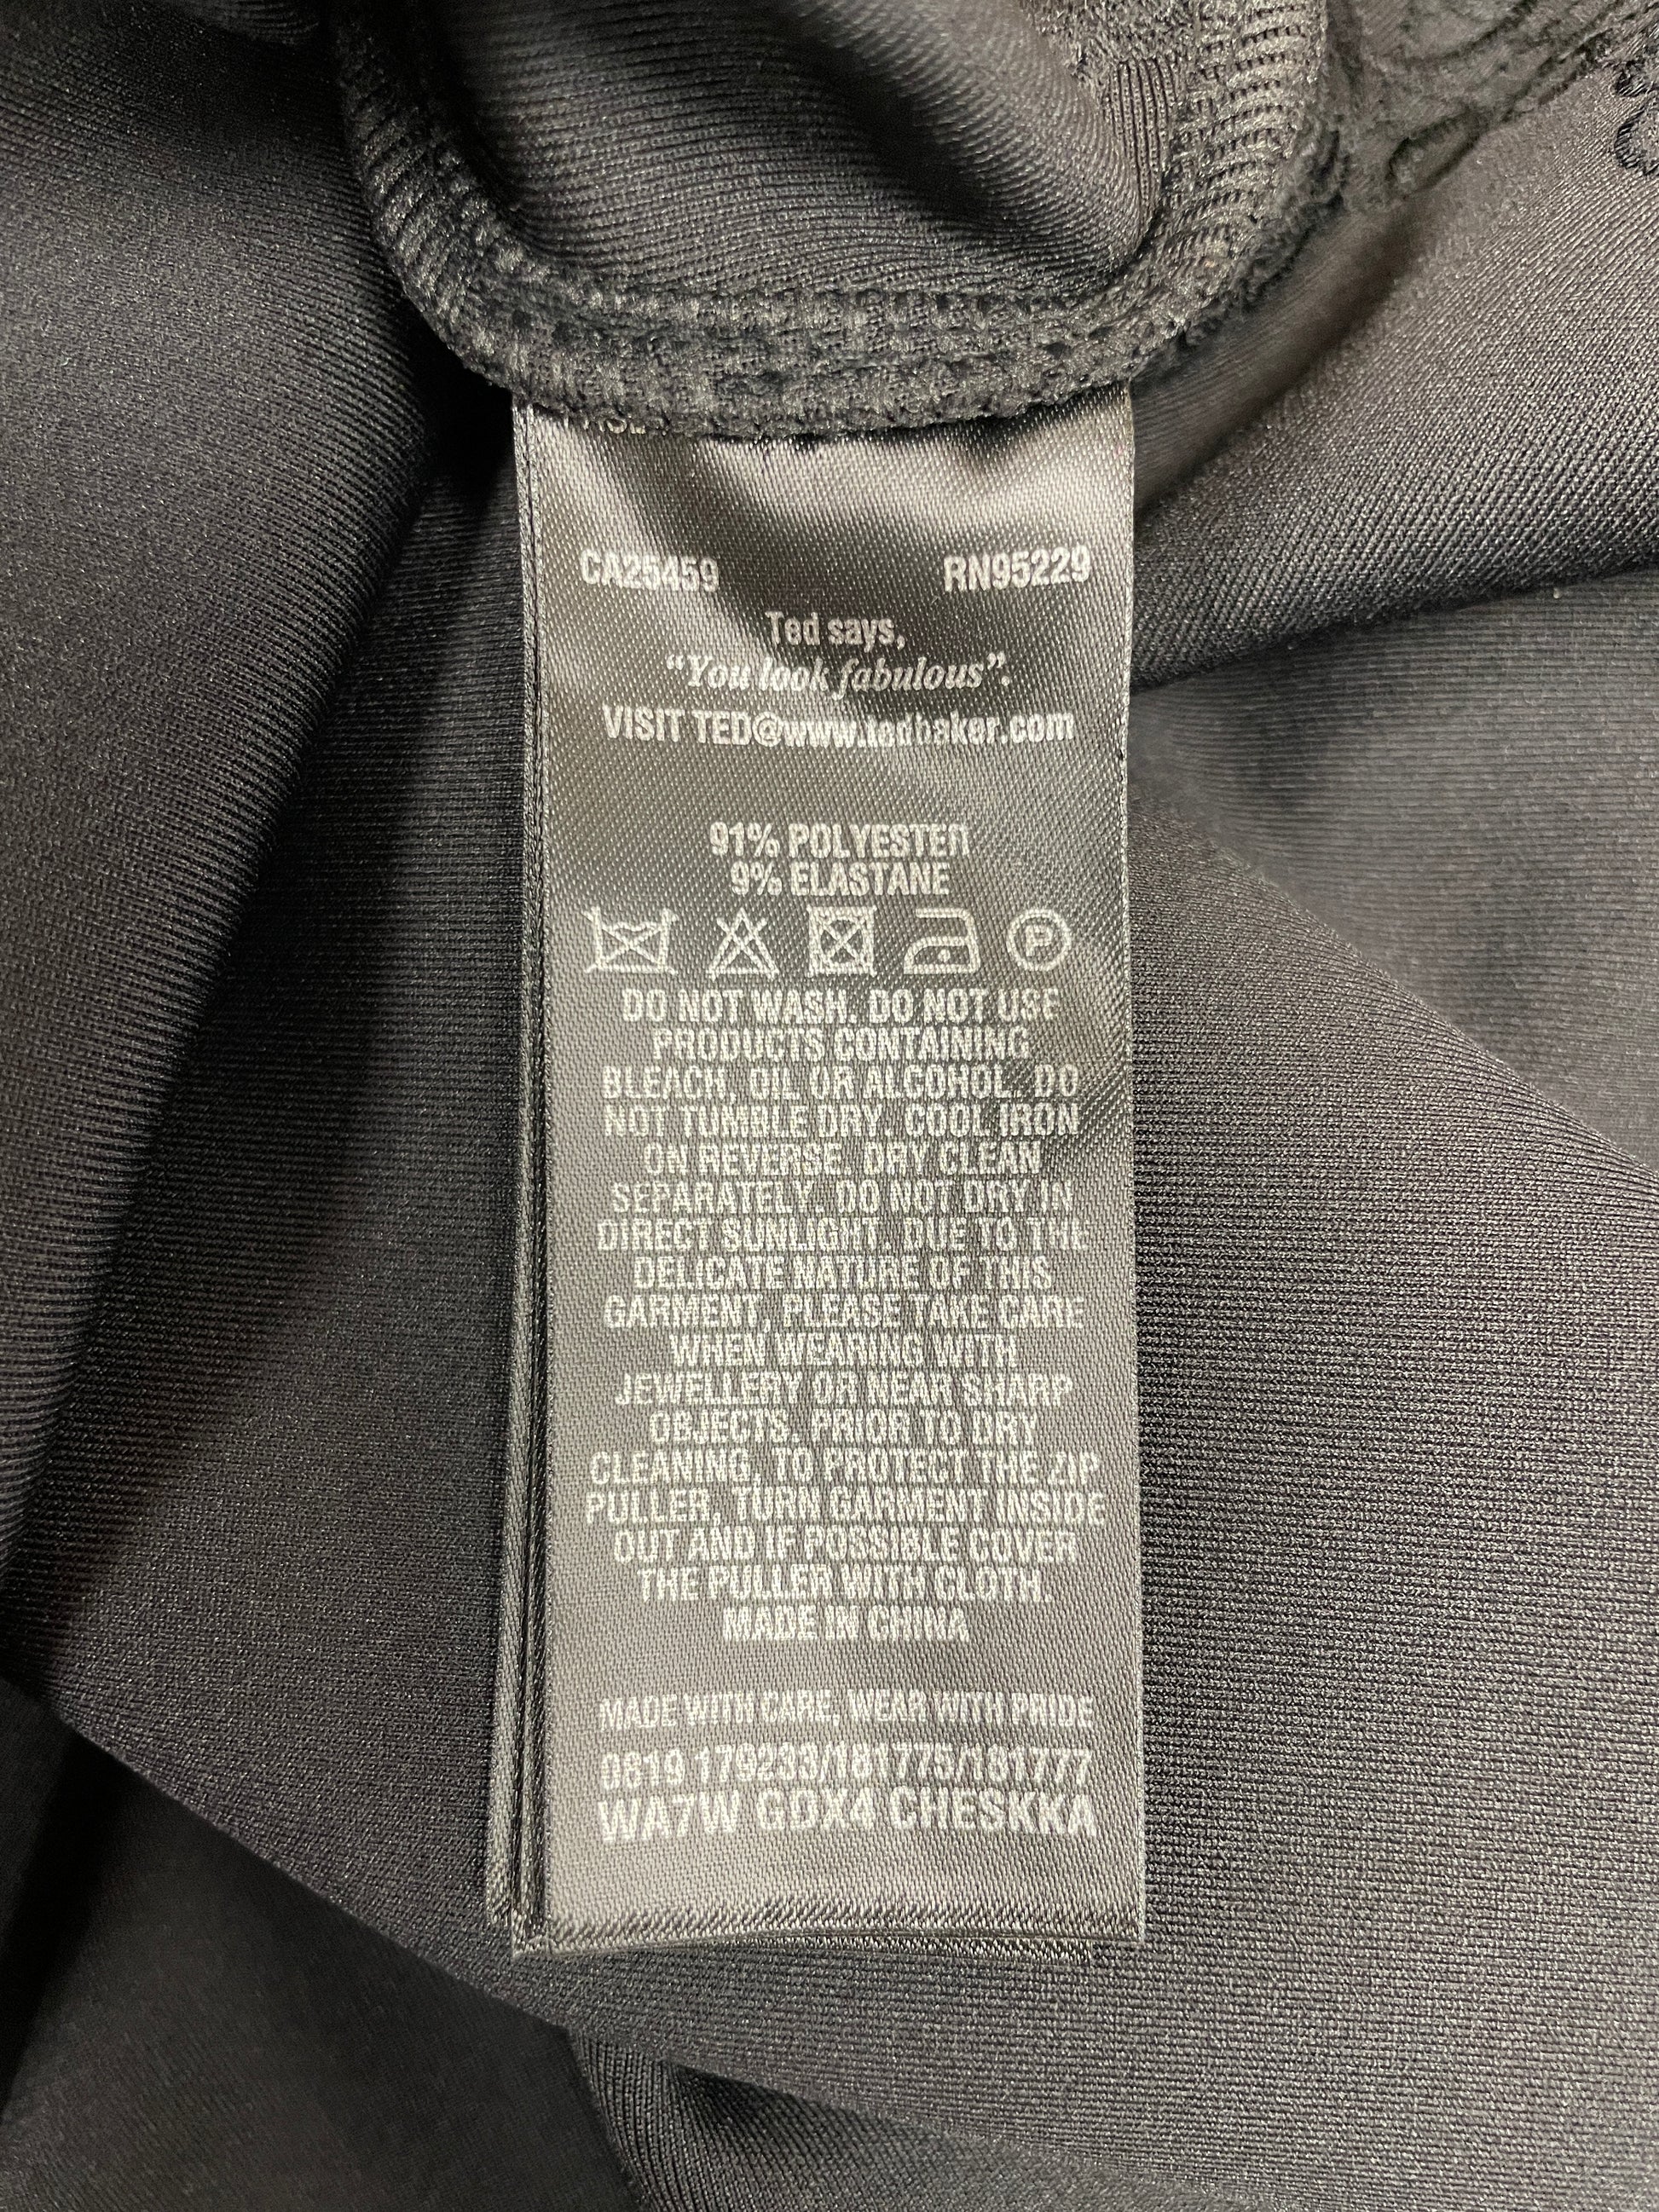 CA25459 RN95229
Ted says,
“You look fabulous”.
VISIT TED@www.tedbaker.com
91% POLYESTER
9% ELASTANE
P
DO NOT WASH. DO NOT USE
PRODUCTS CONTAINING
BLEACH, OIL OR ALCOHOL. DO
NOT TUMBLE DRY. COOL IRON
ON REVERSE. DRY CLEAN
SEPARATELY. DO NOT DRY IN
DIRECT SUNLIGHT. DUE TO THE
DELICATE NATURE OF THIS
GARMENT, PLEASE TAKE CARE
WHEN WEARING WITH
JEWELLERY OR NEAR SHARP
OBJECTS. PRIOR TO DRY
CLEANING, TO PROTECT THE ZIP
PULLER, TURN GARMENT INSIDE
OUT AND IF POSSIBLE COVER
THE PULLER WITH CLOTH.
MADE IN CHINA
MADE WITH CARE, WEAR WITH PRIDE
0619 179233/181775/181777
WA7W GDX4 CHESKKA